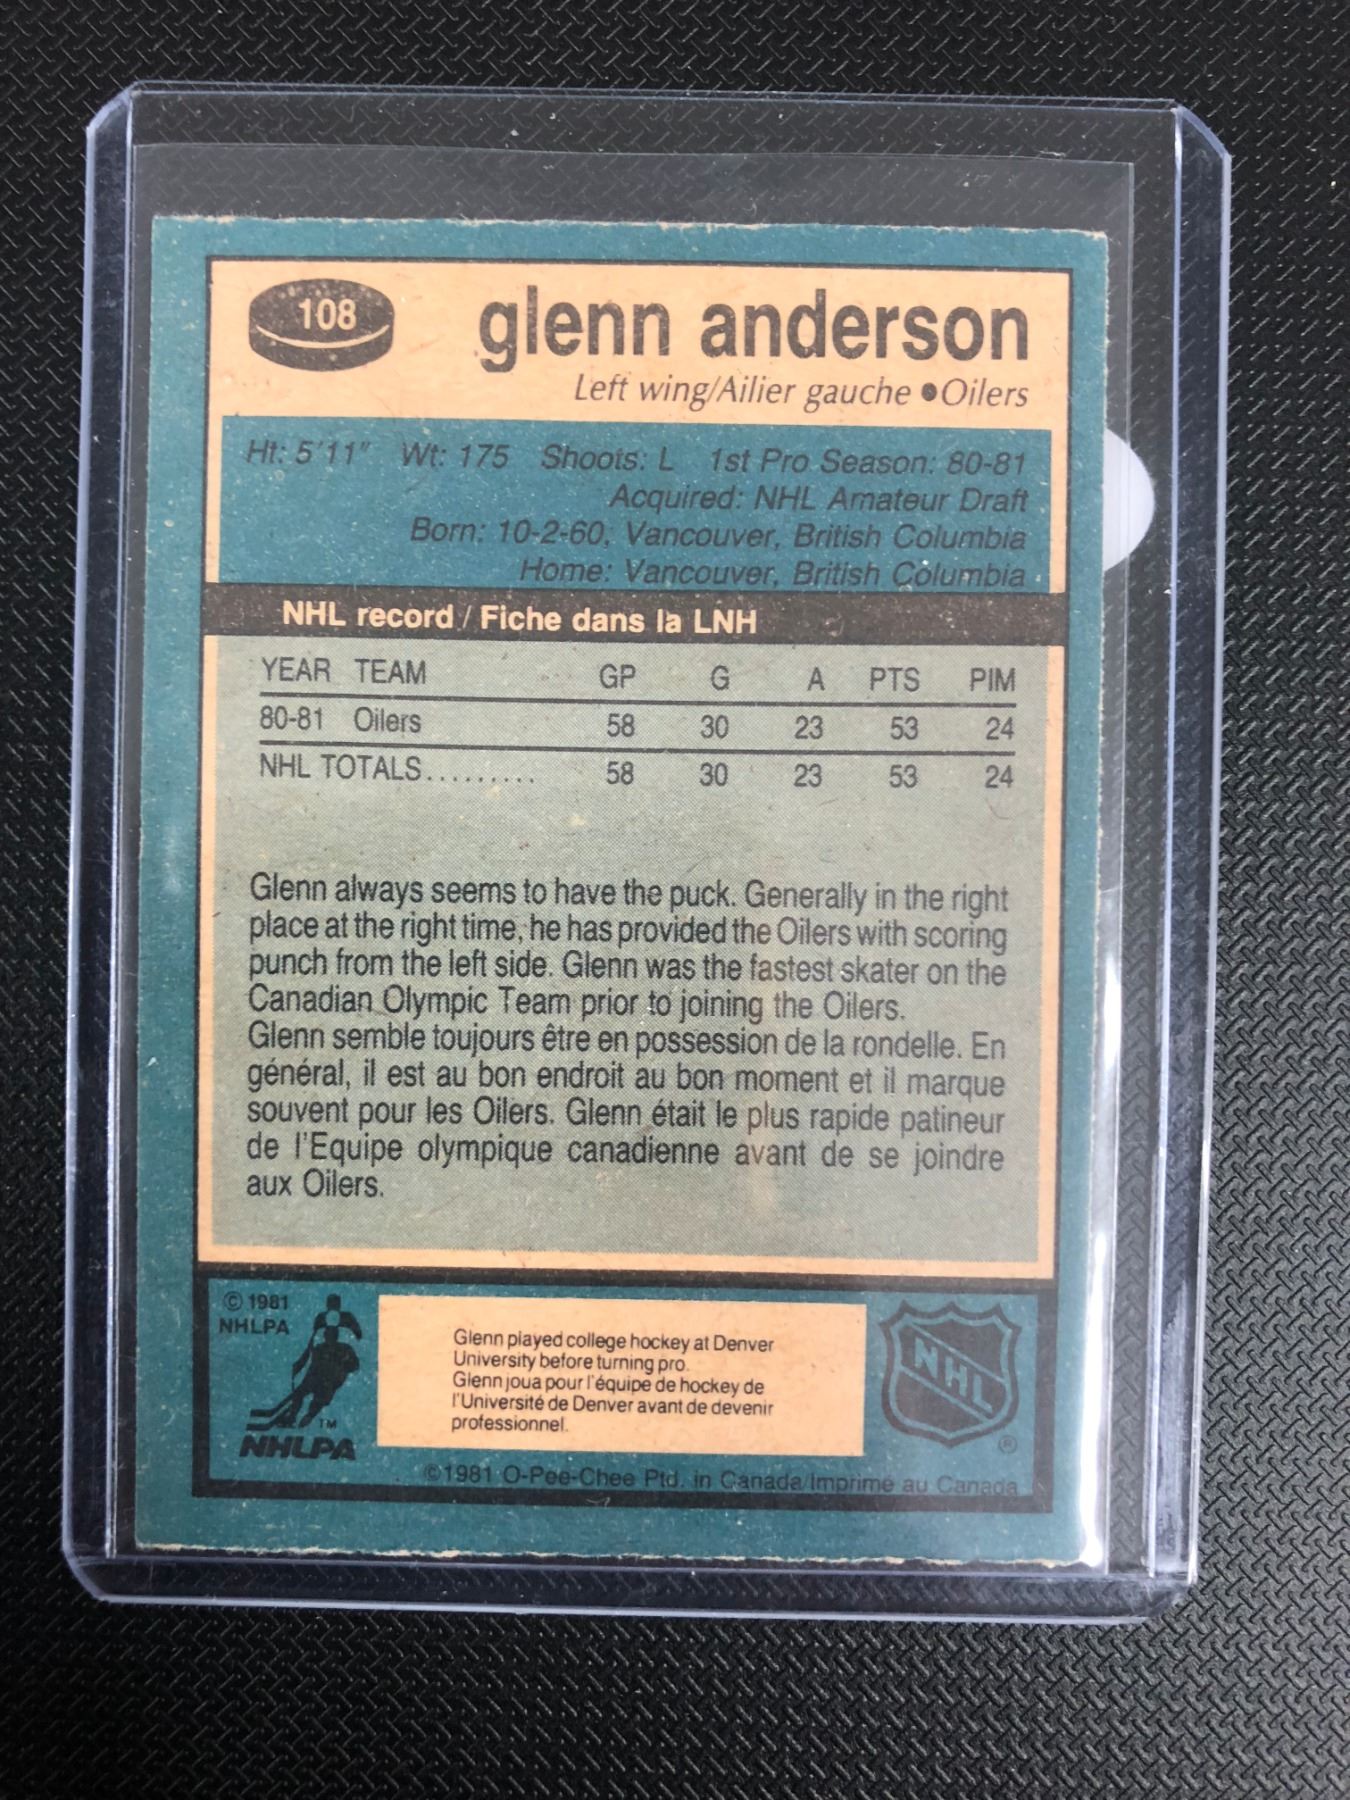 108
glenn anderson
Left wing/Ailier gauche ●Oilers
Ht: 5'11" Wt: 175 Shoots: L 1st Pro Season: 80-81
Acquired: NHL Amateur Draft
Born: 10-2-60, Vancouver, British Columbia
Home: Vancouver, British Columbia
NHL record / Fiche dans la LNH
YEAR TEAM GP G A PTS PIM
80-81 Oilers 58 30 23 53 24
NHL TOTALS......... 58 30 23 53 24
Glenn always seems to have the puck. Generally in the right
place at the right time, he has provided the Oilers with scoring
punch from the left side. Glenn was the fastest skater on the
Canadian Olympic Team prior to joining the Oilers.
Glenn semble toujours être en possession de la rondelle. En
général, il est au bon endroit au bon moment et il marque
souvent pour les Oilers. Glenn était le plus rapide patineur
de l'Equipe olympique canadienne avant de se joindre
aux Oilers.
© 1981
NHLPA
TM
NHLPA
Glenn played college hockey at Denver
University before turning pro.
Glenn joua pour l'équipe de hockey de
l'Université de Denver avant de devenir
professionnel.
NHL
®
©1981 O-Pee-Chee Ptd. in Canada/Imprimé au Canada